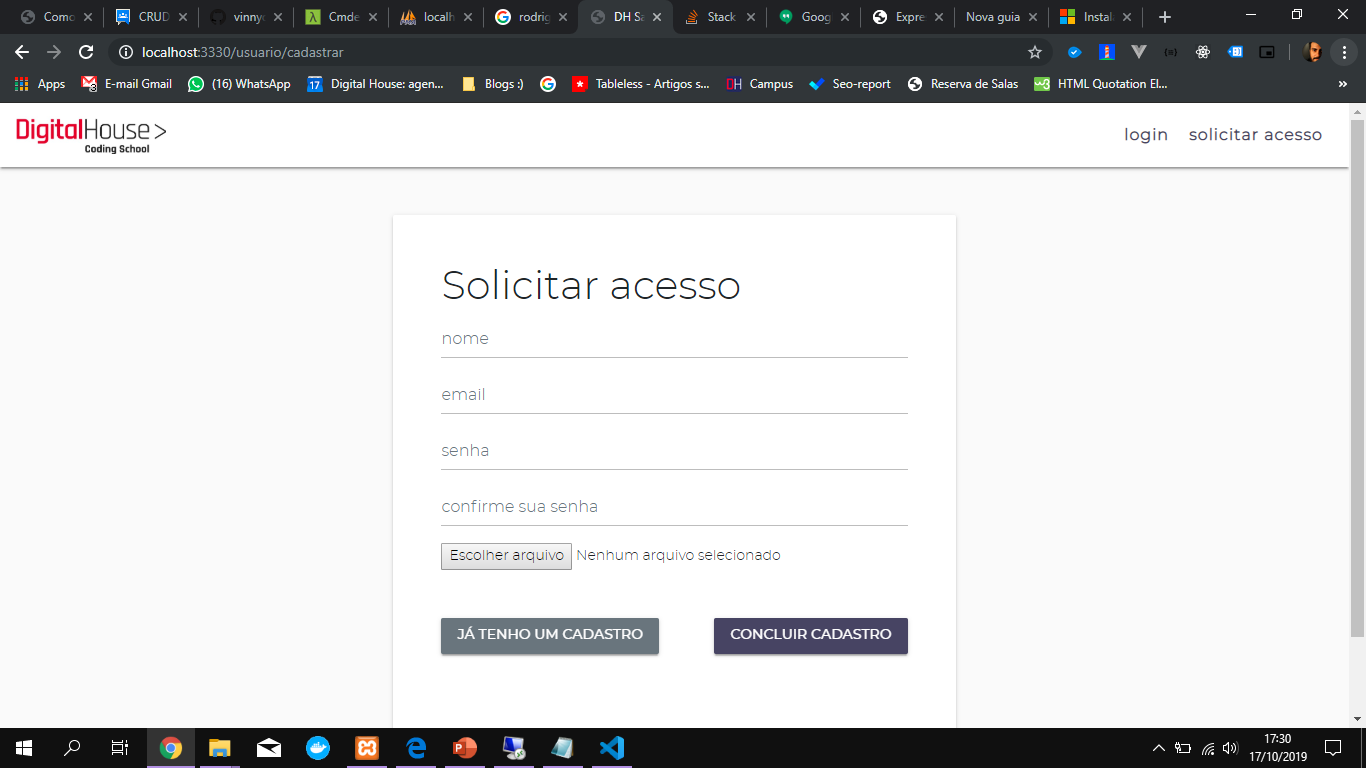 Como
CRUD
vinny
Cmde
localh
rodrig
DH Sa
Stack
Goog
Expre
Nova guia
Instal
localhost:3330/usuario/cadastrar
Apps
E-mail Gmail
(16) WhatsApp
17
Digital House: agen...
Blogs :)
Tableless - Artigos s...
DH
Campus
Seo-report
Reserva de Salas
HTML Quotation El...
DigitalHouse >
Coding School
login
solicitar acesso
Solicitar acesso
nome
email
senha
confirme sua senha
Escolher arquivo Nenhum arquivo selecionado
JÁ TENHO UM CADASTRO
CONCLUIR CADASTRO
17:30
17/10/2019